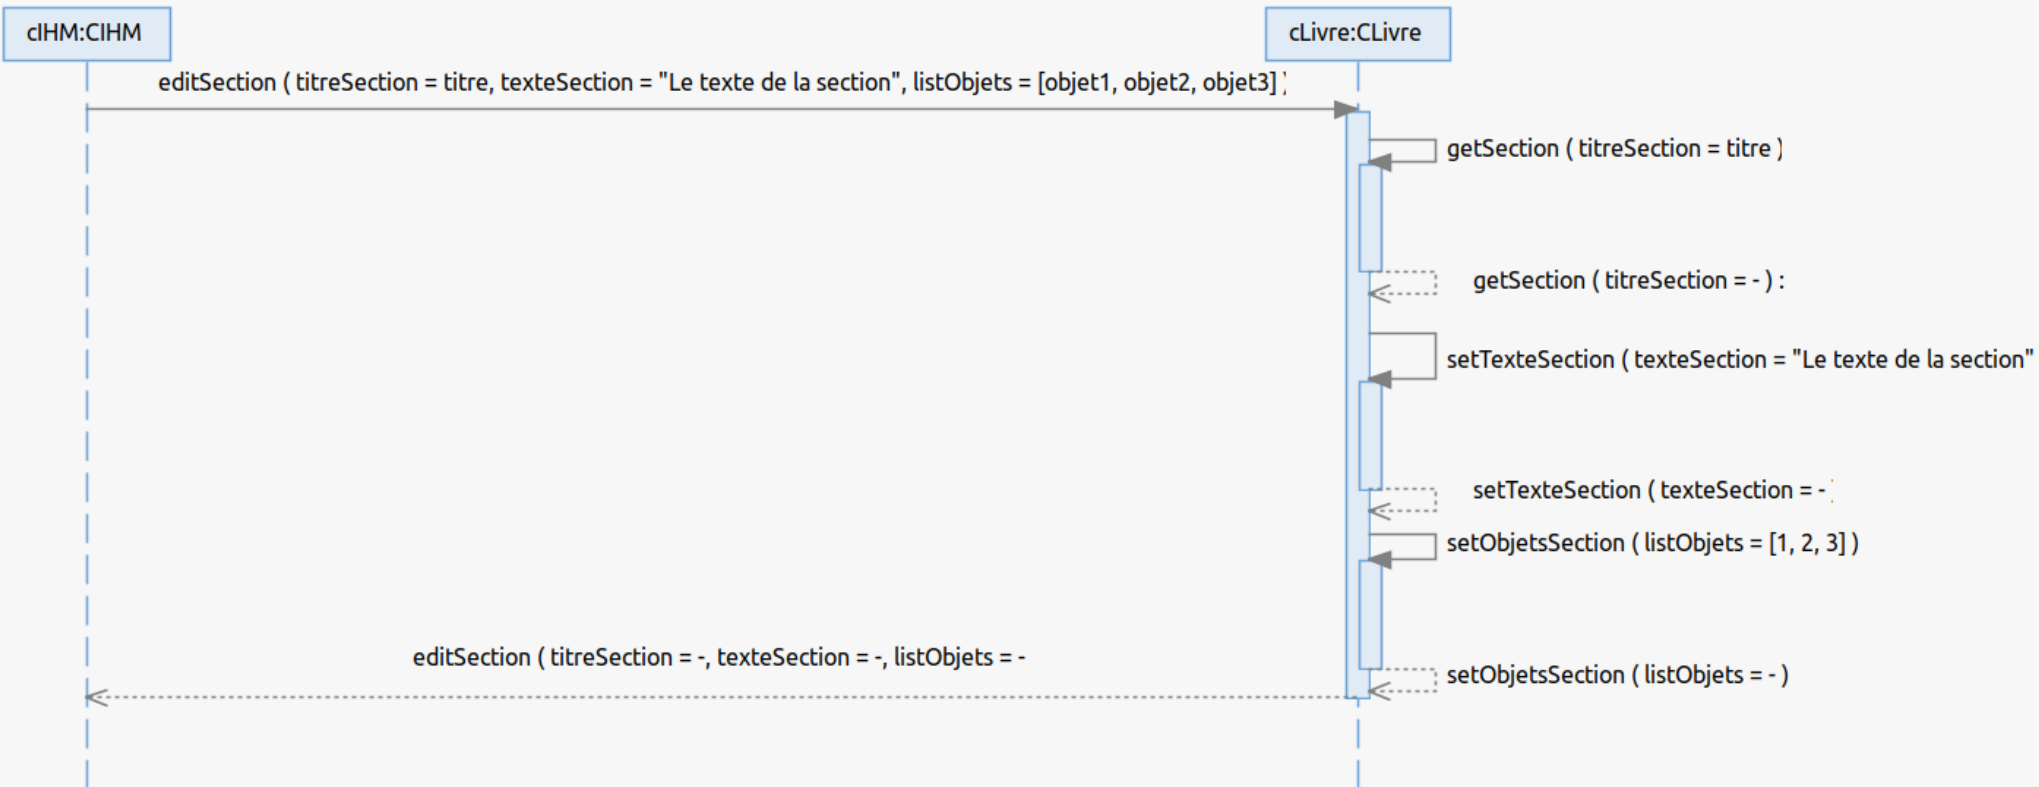 cIHM:CIHM
cLivre:CLivre
editSection ( titreSection = titre, texteSection = "Le texte de la section", listObjets = [objet1, objet2, objet3] )
getSection ( titreSection = titre )
getSection ( titreSection = - ) :
setTexteSection ( texteSection = "Le texte de la section"
setTexteSection ( texteSection = -
setObjetsSection ( listObjets = [1, 2, 3] )
editSection ( titreSection = -, texteSection = -, listObjets = -
setObjetsSection ( listObjets = - )